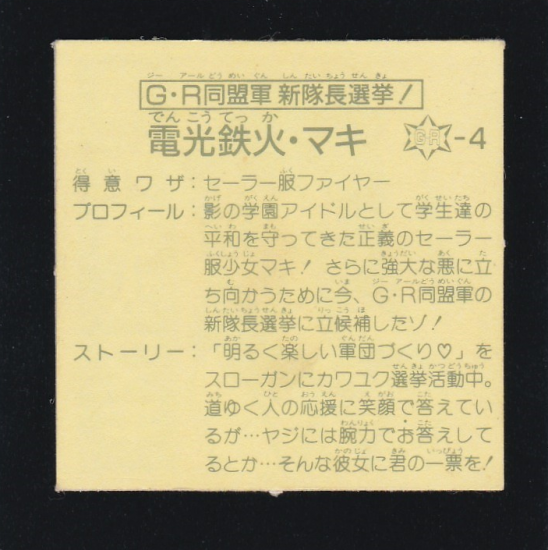 G・R同盟軍 新隊長選挙！
電光鉄火・マキ GR-4
得意ワザ：セーラー服ファイヤー
プロフィール：影の学園アイドルとして学生達の
平和を守ってきた正義のセーラー
服少女マキ！ さらに強大な悪に立
ち向かうために今、G・R同盟軍の
新隊長選挙に立候補したゾ！
ストーリー：「明るく楽しい軍団づくり♡」を
スローガンにカワユク選挙活動中。
道ゆく人の応援に笑顔で答えてい
るが…ヤジには腕力でお答えして
るとか…そんな彼女に君の一票を！